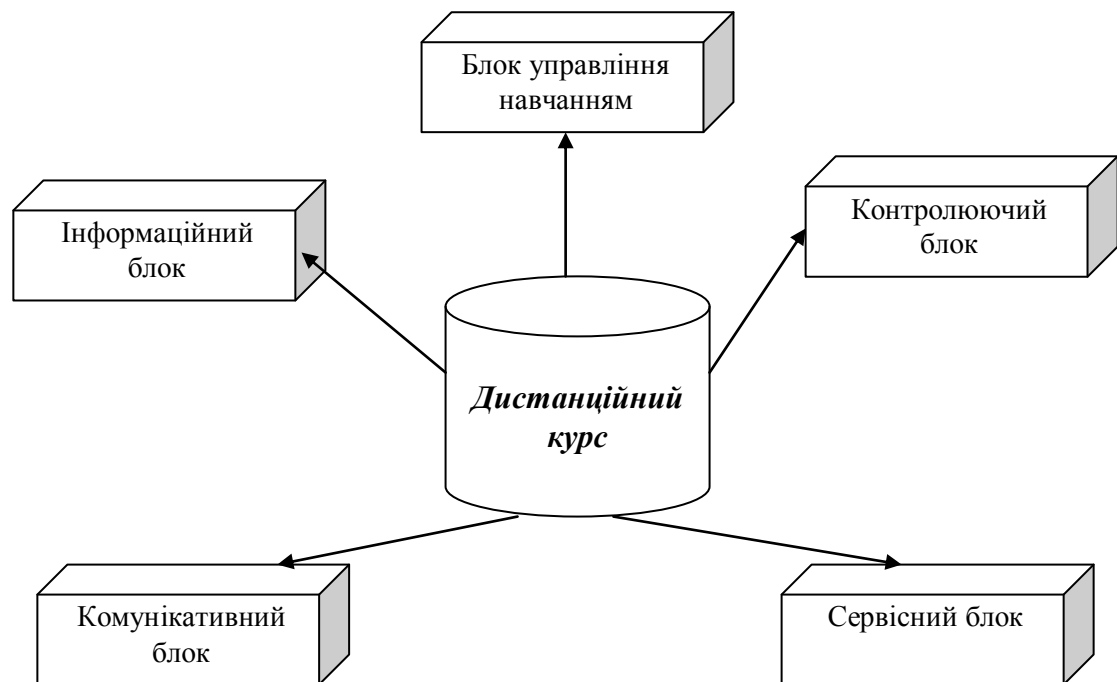 Блок управління
навчанням
Інформаційний
блок
Контролюючий
блок
Дистанційний
курс
Комунікативний
блок
Сервісний блок